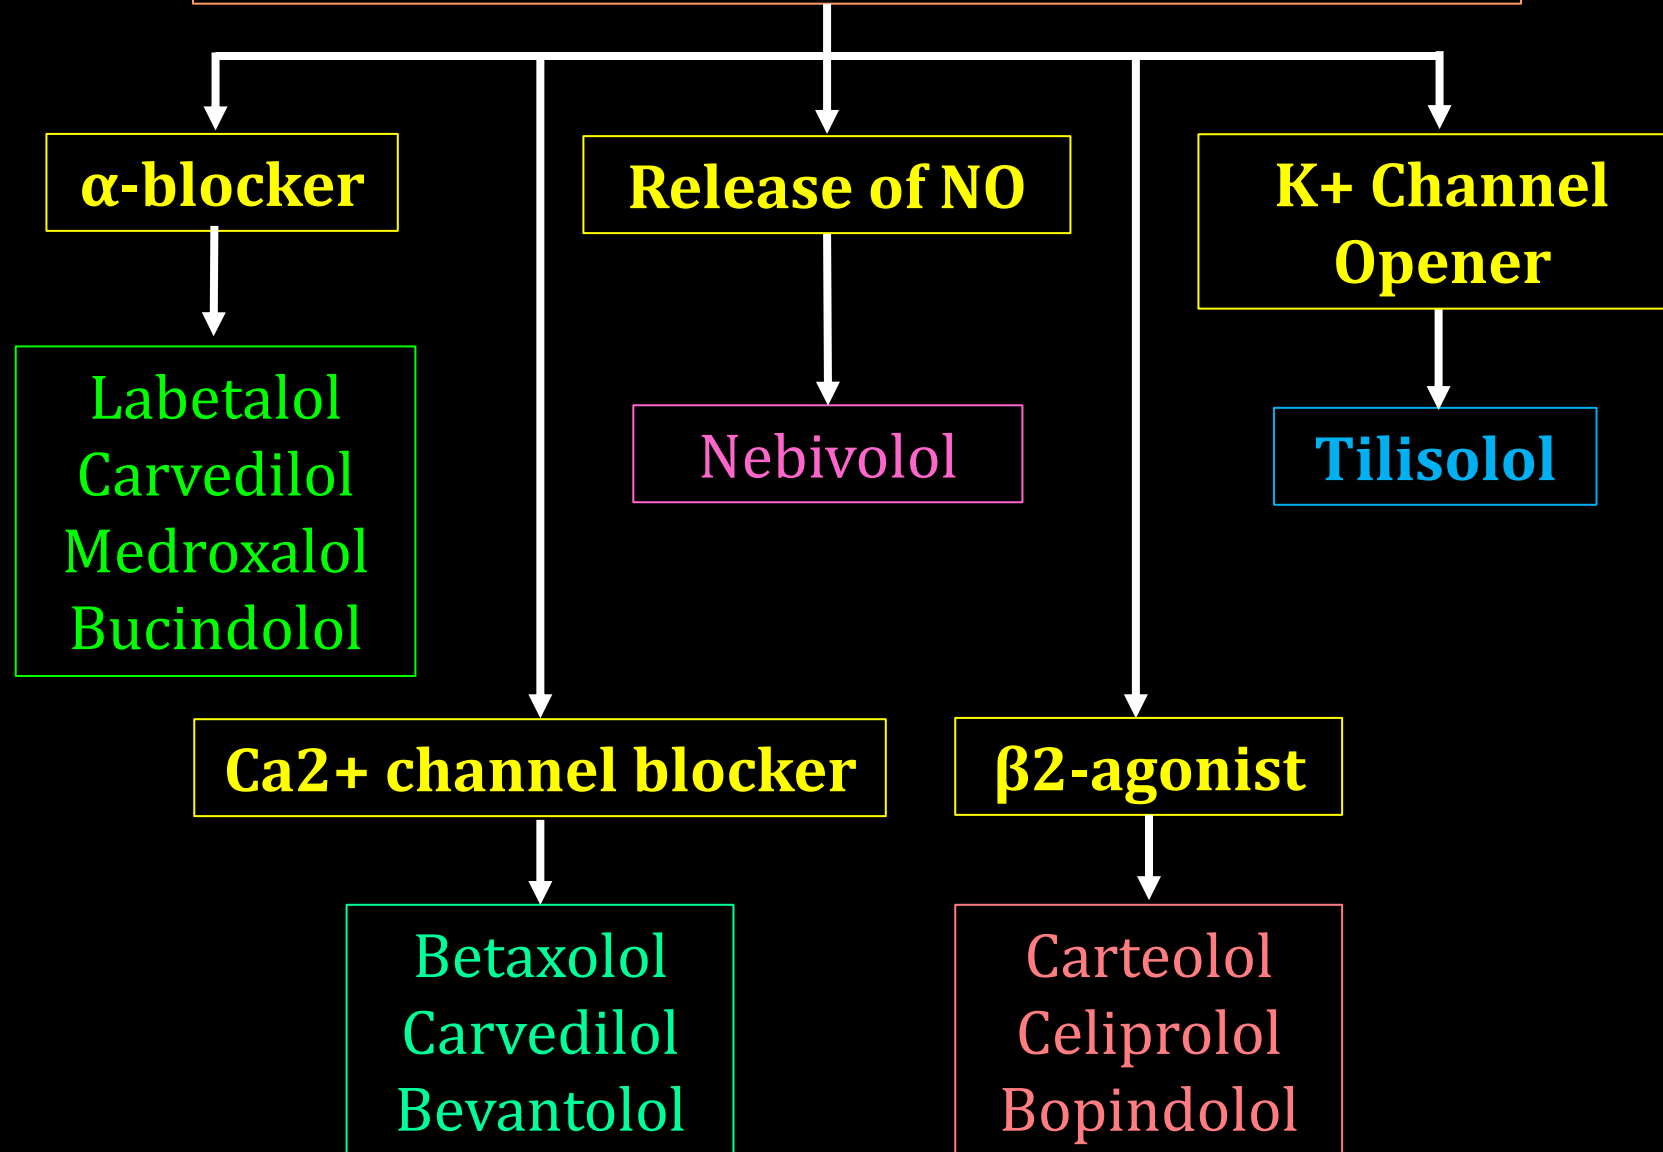 α-blocker
Release of NO
K+ Channel
Opener
Labetalol
Carvedilol
Medroxalol
Bucindolol
Nebivolol
Tilisolol
Ca2+ channel blocker
β2-agonist
Betaxolol
Carvedilol
Bevantolol
Carteolol
Celiprolol
Bopindolol